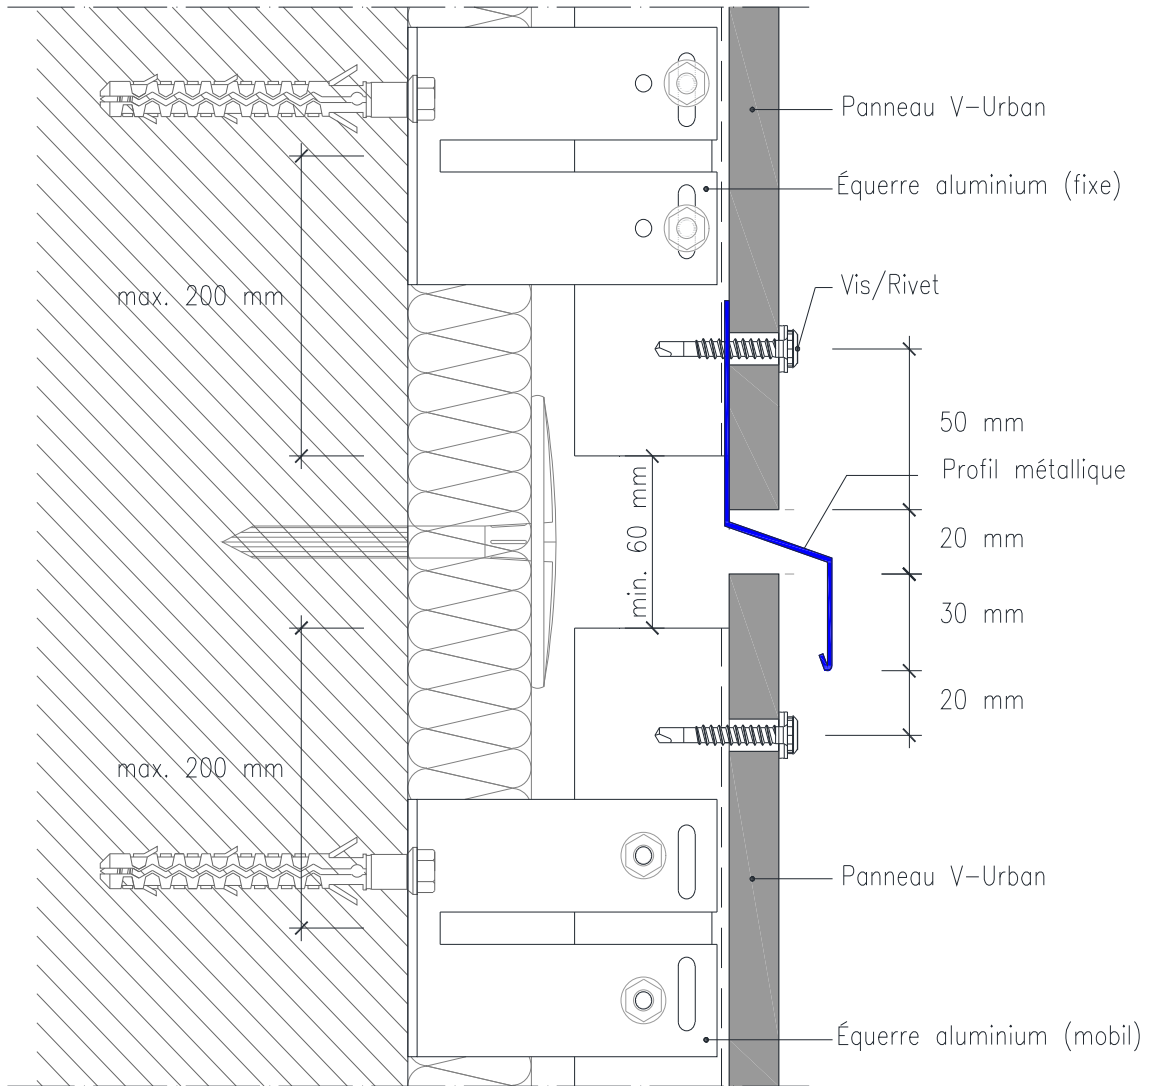 Panneau V-Urban
Équerre aluminium (fixe)
Vis/Rivet
max. 200 mm
50 mm
Profil métallique
min. 60 mm
20 mm
30 mm
20 mm
max. 200 mm
Panneau V-Urban
Équerre aluminium (mobil)